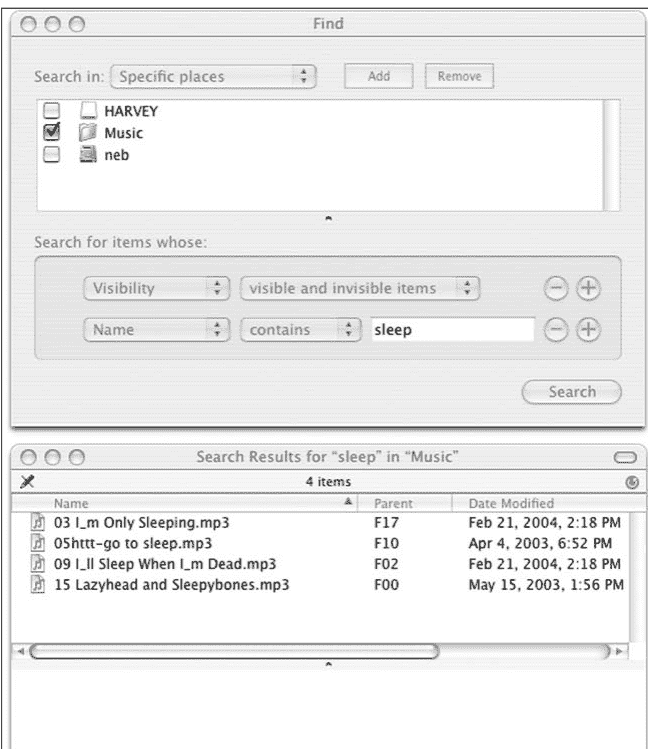 Find
Search in: Specific places Add Remove
HARVEY
Music
neb
Search for items whose:
Visibility visible and invisible items
Name contains sleep
Search
Search Results for “sleep” in “Music”
4 items
Name Parent Date Modified
03 I_m Only Sleeping.mp3 F17 Feb 21, 2004, 2:18 PM
05httt-go to sleep.mp3 F10 Apr 4, 2003, 6:52 PM
09 I_ll Sleep When I_m Dead.mp3 F02 Feb 21, 2004, 2:18 PM
15 Lazyhead and Sleepybones.mp3 F00 May 15, 2003, 1:56 PM